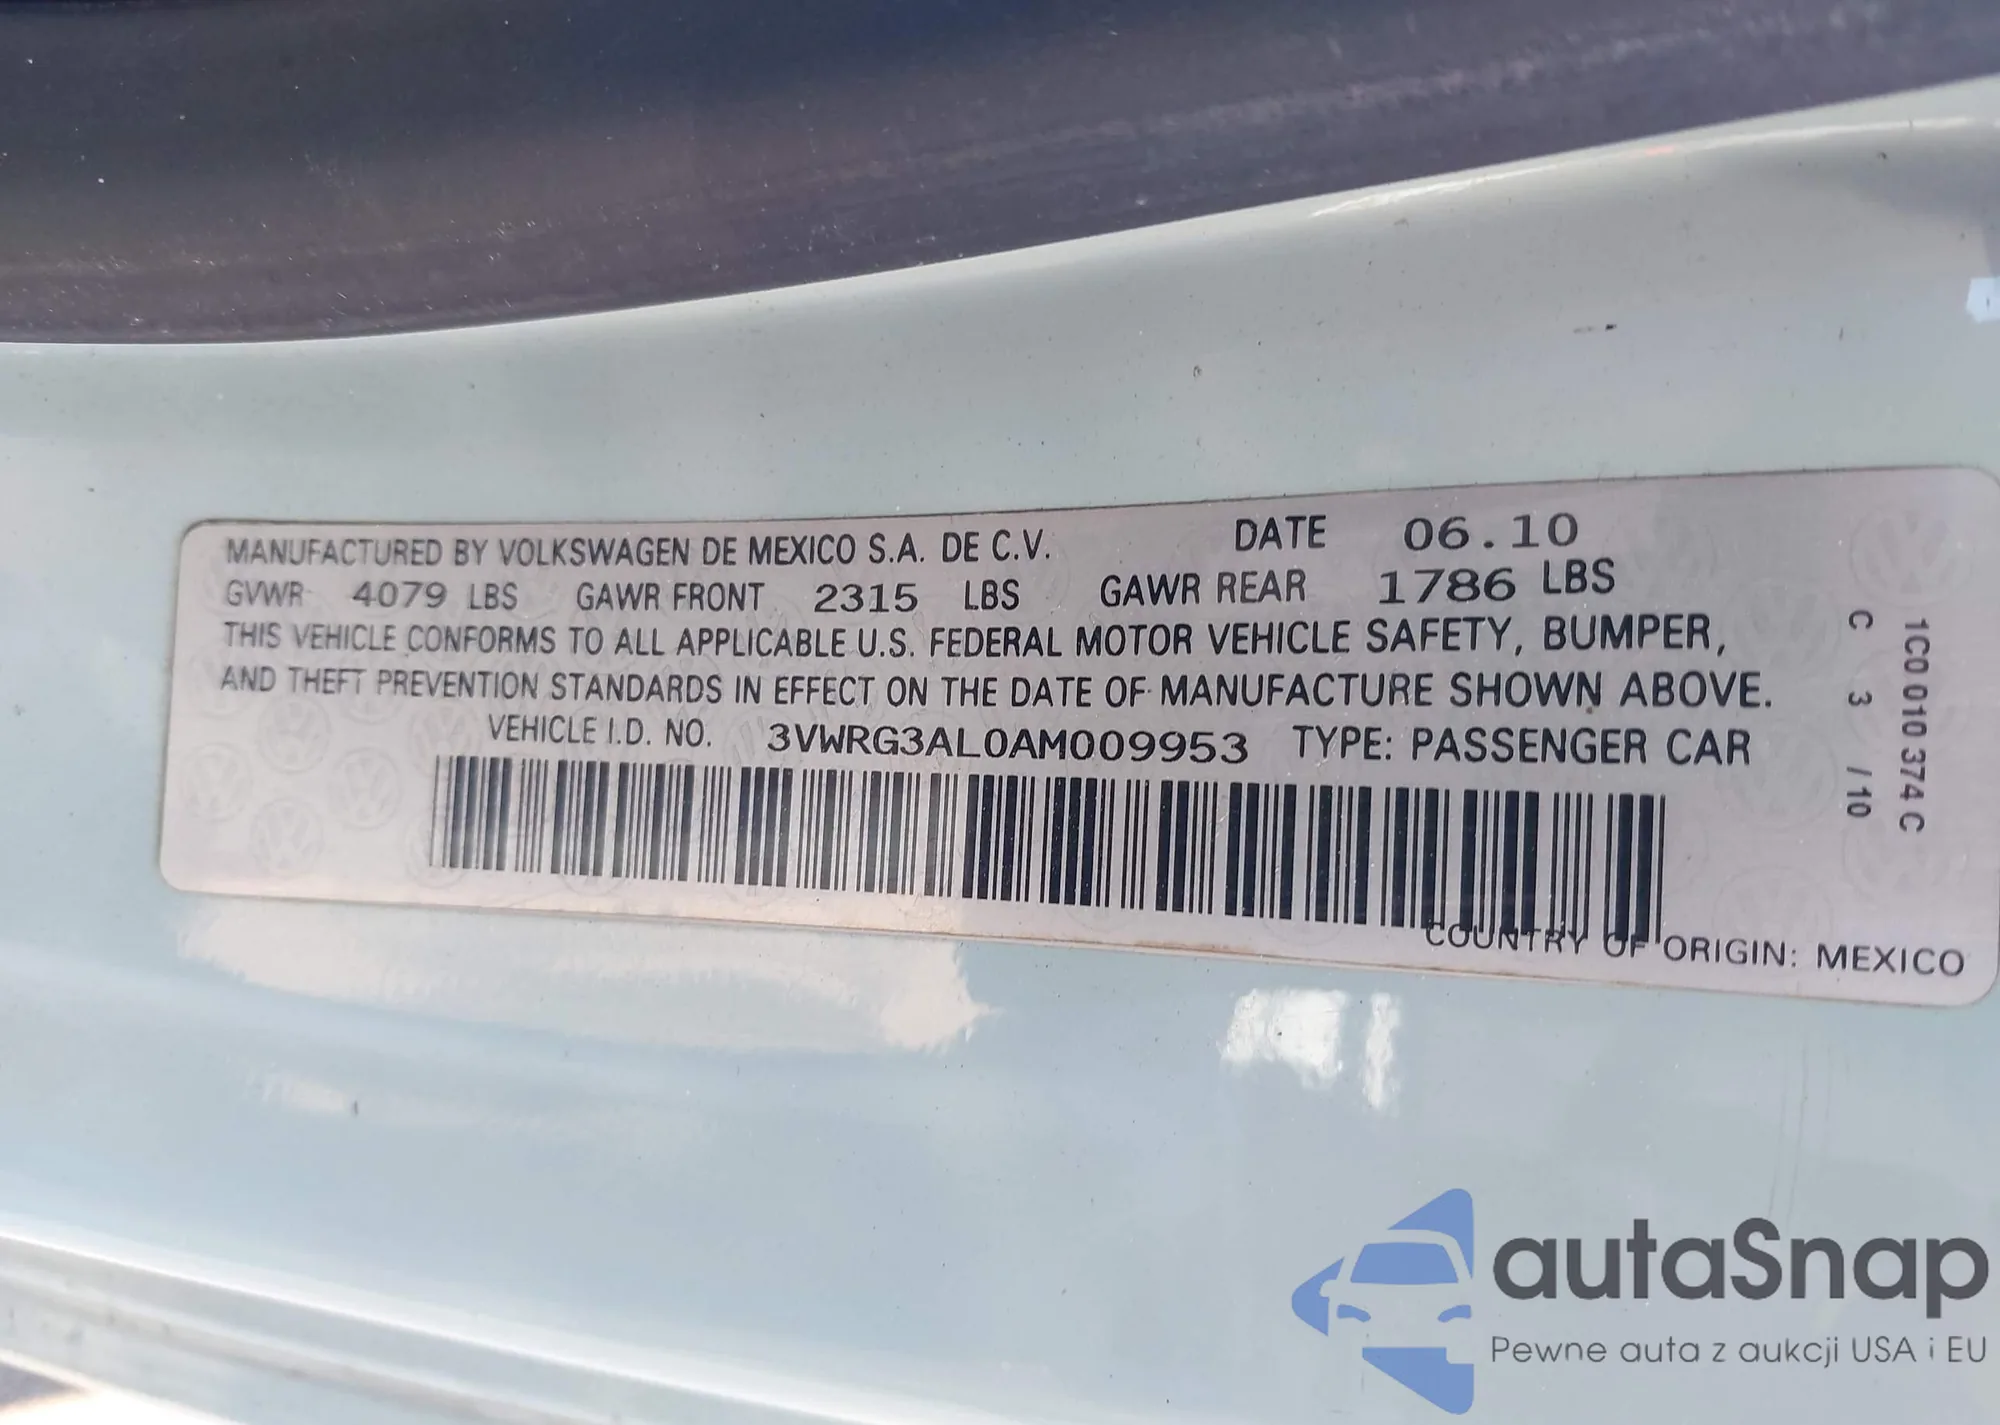 MANUFACTURED BY VOLKSWAGEN DE MEXICO S.A. DE C.V. DATE 06.10
GVWR 4079 LBS GAWR FRONT 2315 LBS GAWR REAR 1786 LBS
THIS VEHICLE CONFORMS TO ALL APPLICABLE U.S. FEDERAL MOTOR VEHICLE SAFETY, BUMPER,
AND THEFT PREVENTION STANDARDS IN EFFECT ON THE DATE OF MANUFACTURE SHOWN ABOVE.
VEHICLE I.D. NO. 3VWRG3AL0AM009953 TYPE: PASSENGER CAR
COUNTRY OF ORIGIN: MEXICO
1C0 010 374 C
C 3 /10
autaSnap
Pewne auta z aukcji USA i EU